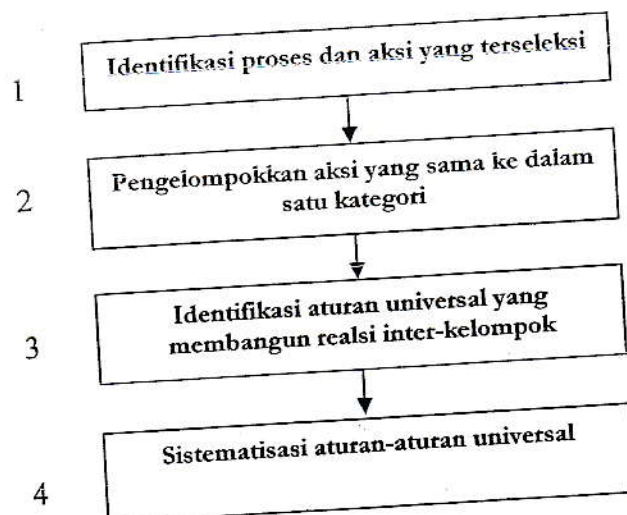 1
Identifikasi proses dan aksi yang terseleksi
2
Pengelompokkan aksi yang sama ke dalam
satu kategori
3
Identifikasi aturan universal yang
membangun realsi inter-kelompok
4
Sistematisasi aturan-aturan universal